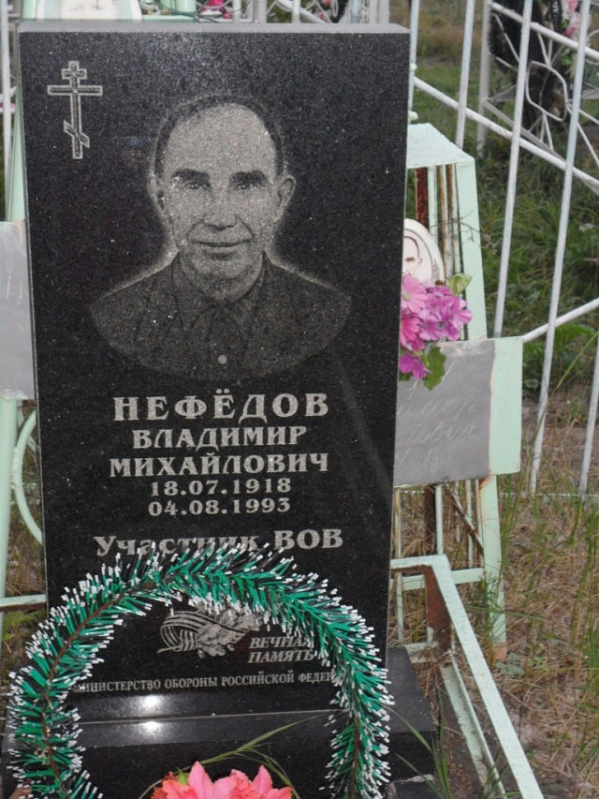 НЕФЁДОВ
ВЛАДИМИР
МИХАЙЛОВИЧ
18.07.1918
04.08.1993
Участник ВОВ
ВЕЧНАЯ
ПАМЯТЬ
МИНИСТЕРСТВО ОБОРОНЫ РОССИЙСКОЙ